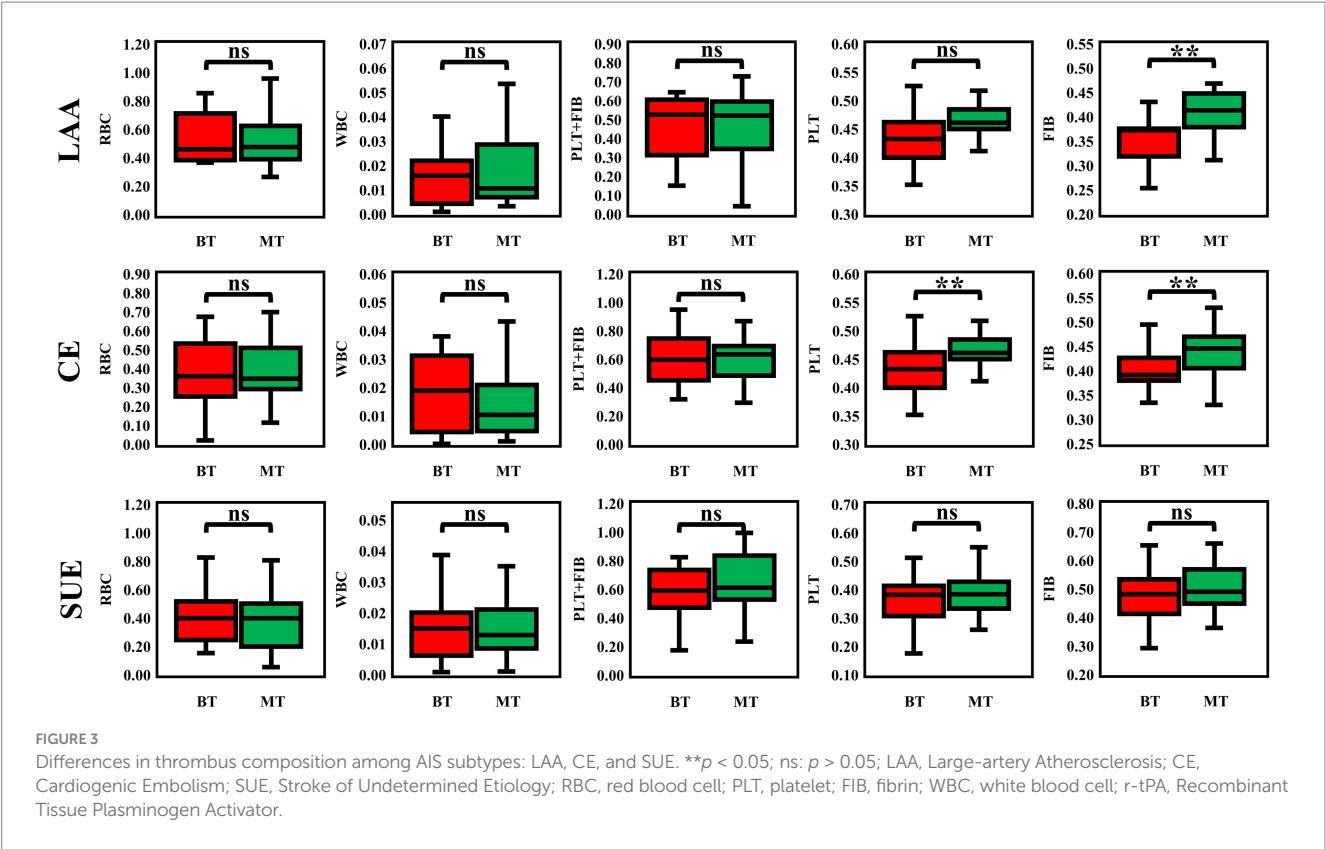 LAA
RBC
1.20
1.00
0.80
0.60
0.40
0.20
0.00
ns
BT MT
WBC
0.07
0.06
0.05
0.04
0.03
0.02
0.01
0.00
ns
BT MT
PLT+FIB
0.90
0.80
0.70
0.60
0.50
0.40
0.30
0.20
0.10
0.00
ns
BT MT
PLT
0.60
0.55
0.50
0.45
0.40
0.35
0.30
ns
BT MT
FIB
0.55
0.50
0.45
0.40
0.35
0.30
0.25
0.20
**
BT MT
CE
RBC
0.90
0.80
0.70
0.60
0.50
0.40
0.30
0.20
0.10
0.00
ns
BT MT
WBC
0.06
0.05
0.04
0.03
0.02
0.01
0.00
ns
BT MT
PLT+FIB
1.20
1.00
0.80
0.60
0.40
0.20
0.00
ns
BT MT
PLT
0.60
0.55
0.50
0.45
0.40
0.35
0.30
**
BT MT
FIB
0.60
0.55
0.50
0.45
0.40
0.35
0.30
0.25
**
BT MT
SUE
RBC
1.20
1.00
0.80
0.60
0.40
0.20
0.00
ns
BT MT
WBC
0.05
0.04
0.03
0.02
0.01
0.00
ns
BT MT
PLT+FIB
1.20
1.00
0.80
0.60
0.40
0.20
0.00
ns
BT MT
PLT
0.70
0.60
0.50
0.40
0.30
0.20
0.10
ns
BT MT
FIB
0.80
0.70
0.60
0.50
0.40
0.30
0.20
ns
BT MT
FIGURE 3
Differences in thrombus composition among AIS subtypes: LAA, CE, and SUE. **p < 0.05; ns: p > 0.05; LAA, Large-artery Atherosclerosis; CE,
Cardiogenic Embolism; SUE, Stroke of Undetermined Etiology; RBC, red blood cell; PLT, platelet; FIB, fibrin; WBC, white blood cell; r-tPA, Recombinant
Tissue Plasminogen Activator.